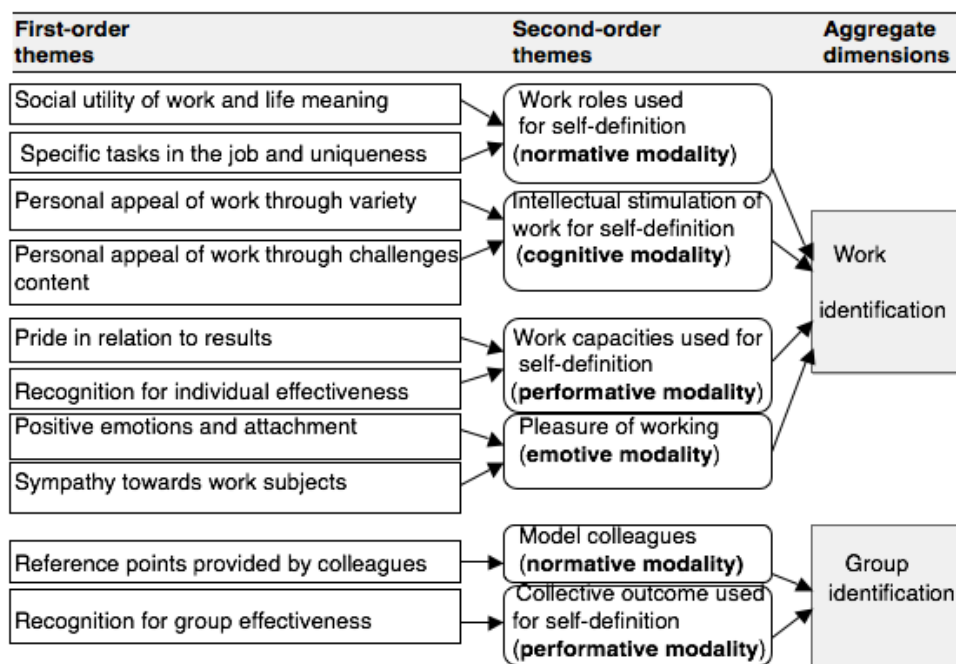 First-order
themes
Second-order
themes
Aggregate
dimensions
Social utility of work and life meaning
Specific tasks in the job and uniqueness
Work roles used
for self-definition
(normative modality)
Personal appeal of work through variety
Personal appeal of work through challenges
content
Intellectual stimulation of
work for self-definition
(cognitive modality)
Pride in relation to results
Recognition for individual effectiveness
Work capacities used for
self-definition
(performative modality)
Positive emotions and attachment
Sympathy towards work subjects
Pleasure of working
(emotive modality)
Work
identification
Reference points provided by colleagues
Model colleagues
(normative modality)
Recognition for group effectiveness
Collective outcome used
for self-definition
(performative modality)
Group
identification